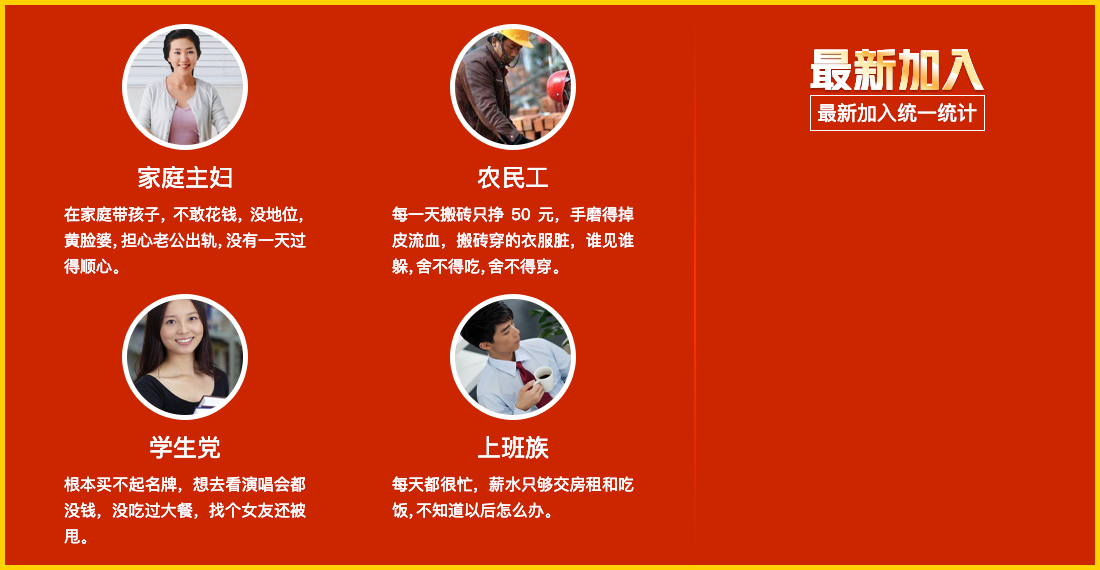 家庭主妇
在家庭带孩子，不敢花钱，没地位，
黄脸婆,担心老公出轨,没有一天过
得顺心。
农民工
每一天搬砖只挣 50 元，手磨得掉
皮流血，搬砖穿的衣服脏，谁见谁
躲,舍不得吃,舍不得穿。
学生党
根本买不起名牌，想去看演唱会都
没钱，没吃过大餐，找个女友还被
甩。
上班族
每天都很忙，薪水只够交房租和吃
饭,不知道以后怎么办。
最新加入
最新加入统一统计